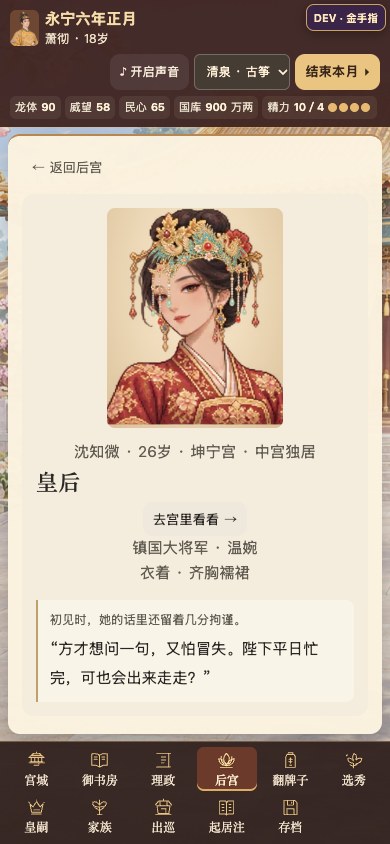 永宁六年正月
萧彻 · 18岁
DEV · 金手指
♪ 开启声音
清泉 · 古筝
结束本月 ›
龙体 90
威望 58
民心 65
国库 900 万两
精力 10 / 4
← 返回后宫
沈知微 · 26岁 · 坤宁宫 · 中宫独居
皇后
去宫里看看 →
镇国大将军 · 温婉
衣着 · 齐胸襦裙
初见时，她的话里还留着几分拘谨。
“方才想问一句，又怕冒失。陛下平日忙
完，可也会出来走走？”
宫城
御书房
理政
后宫
翻牌子
选秀
皇嗣
家族
出巡
起居注
存档